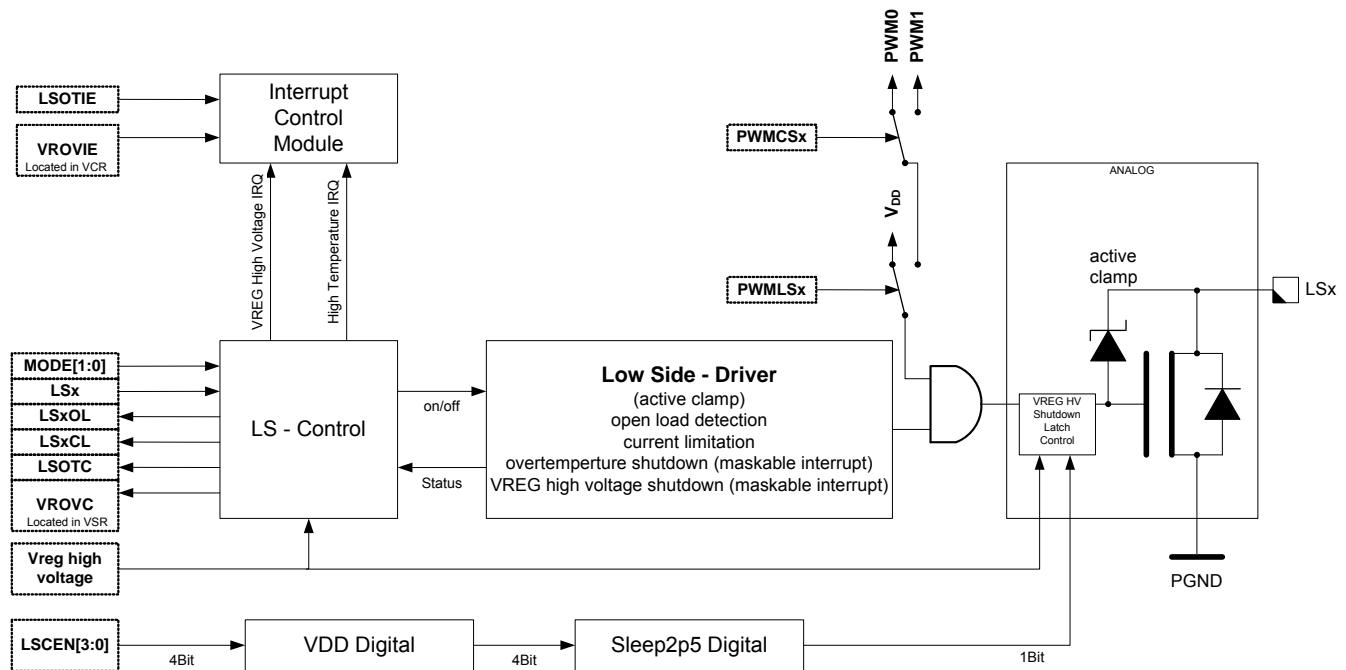 PWM0
PWM1
LSOTIE
VROVIE
Located in VCR
Interrupt
Control
Module
PWMCSx
VREG High Voltage IRQ
High Temperature IRQ
VDD
PWMLSx
ANALOG
active
clamp
LSx
MODE[1:0]
LSx
LSxOL
LSxCL
LSOTC
VROVC
Located in VSR
Vreg high
voltage
LS - Control
on/off
Status
Low Side - Driver
(active clamp)
open load detection
current limitation
overtemperture shutdown (maskable interrupt)
VREG high voltage shutdown (maskable interrupt)
VREG HV
Shutdown
Latch
Control
PGND
LSCEN[3:0]
4Bit
VDD Digital
4Bit
Sleep2p5 Digital
1Bit